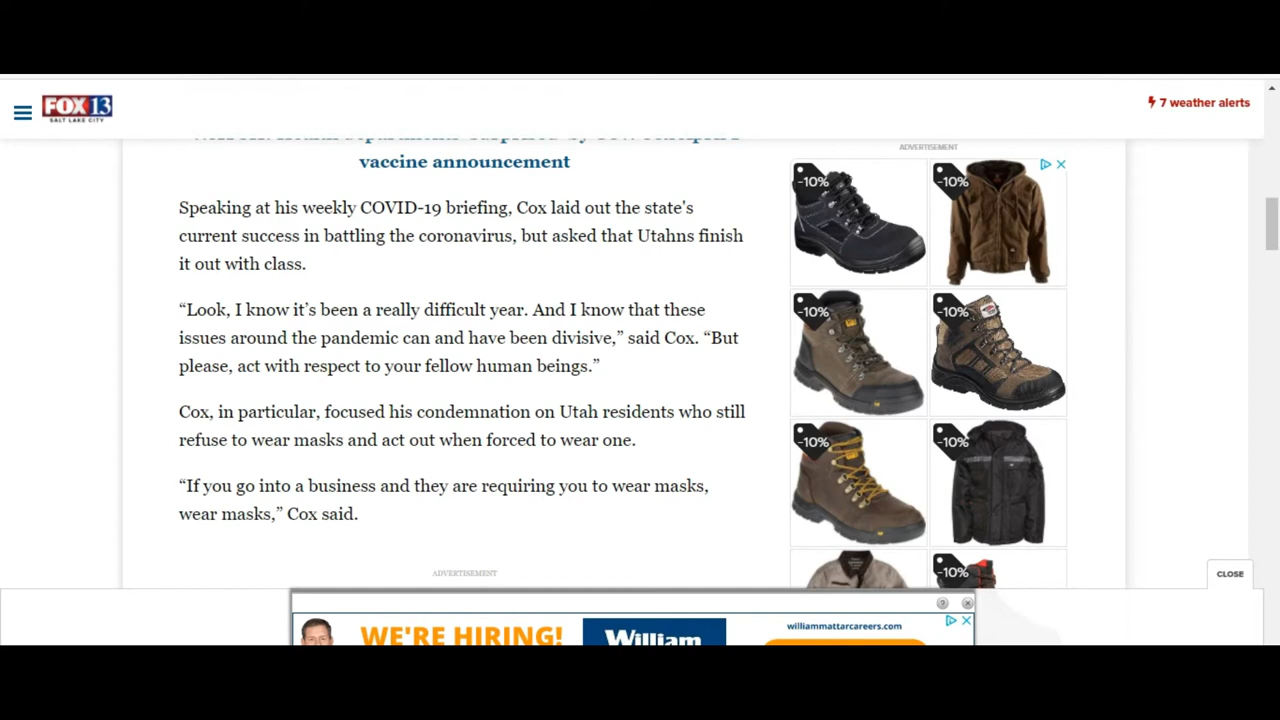 FOX 13
SALT LAKE CITY
7 weather alerts
vaccine announcement
Speaking at his weekly COVID-19 briefing, Cox laid out the state's
current success in battling the coronavirus, but asked that Utahns finish
it out with class.
“Look, I know it’s been a really difficult year. And I know that these
issues around the pandemic can and have been divisive,” said Cox. “But
please, act with respect to your fellow human beings.”
Cox, in particular, focused his condemnation on Utah residents who still
refuse to wear masks and act out when forced to wear one.
“If you go into a business and they are requiring you to wear masks,
wear masks,” Cox said.
ADVERTISEMENT
ADVERTISEMENT
-10%
-10%
-10%
-10%
-10%
-10%
-10%
CLOSE
WE'RE HIRING!
William
williammattarcareers.com